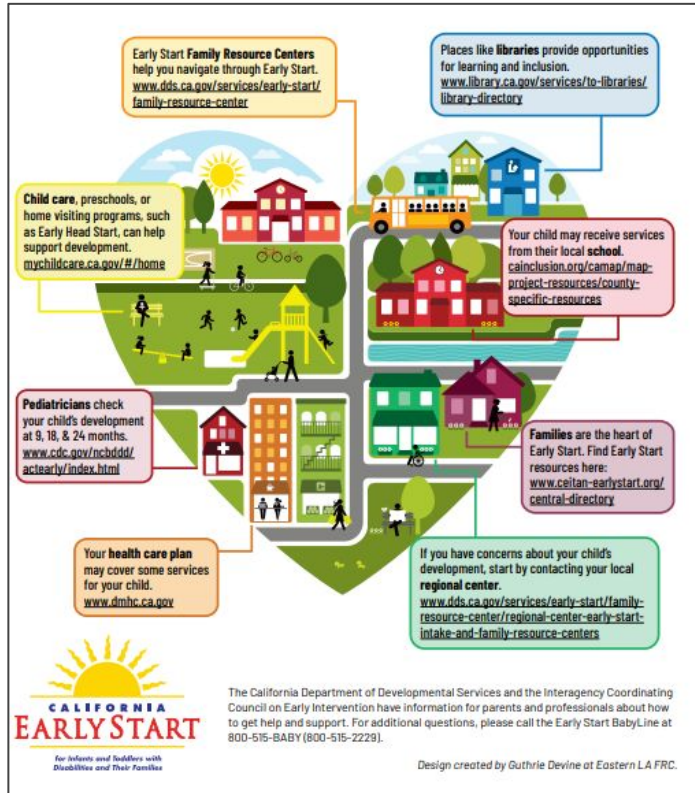 Early Start Family Resource Centers
help you navigate through Early Start.
www.dds.ca.gov/services/early-start/
family-resource-center
Places like libraries provide opportunities
for learning and inclusion.
www.library.ca.gov/services/to-libraries/
library-directory
Child care, preschools, or
home visiting programs, such
as Early Head Start, can help
support development.
mychildcare.ca.gov/#/home
Your child may receive services
from their local school.
cainclusion.org/camap/map-
project-resources/county-
specific-resources
Pediatricians check
your child's development
at 9, 18, & 24 months.
www.cdc.gov/ncbddd/
actearly/index.html
Families are the heart of
Early Start. Find Early Start
resources here:
www.ceitan-earlystart.org/
central-directory
Your health care plan
may cover some services
for your child.
www.dmhc.ca.gov
If you have concerns about your child's
development, start by contacting your local
regional center.
www.dds.ca.gov/services/early-start/family-
resource-center/regional-center-early-start-
intake-and-family-resource-centers
CALIFORNIA
EARLY START
for Infants and Toddlers with
Disabilities and Their Families
The California Department of Developmental Services and the Interagency Coordinating
Council on Early Intervention have information for parents and professionals about how
to get help and support. For additional questions, please call the Early Start BabyLine at
800-515-BABY (800-515-2229).
Design created by Guthrie Devine at Eastern LA FRC.